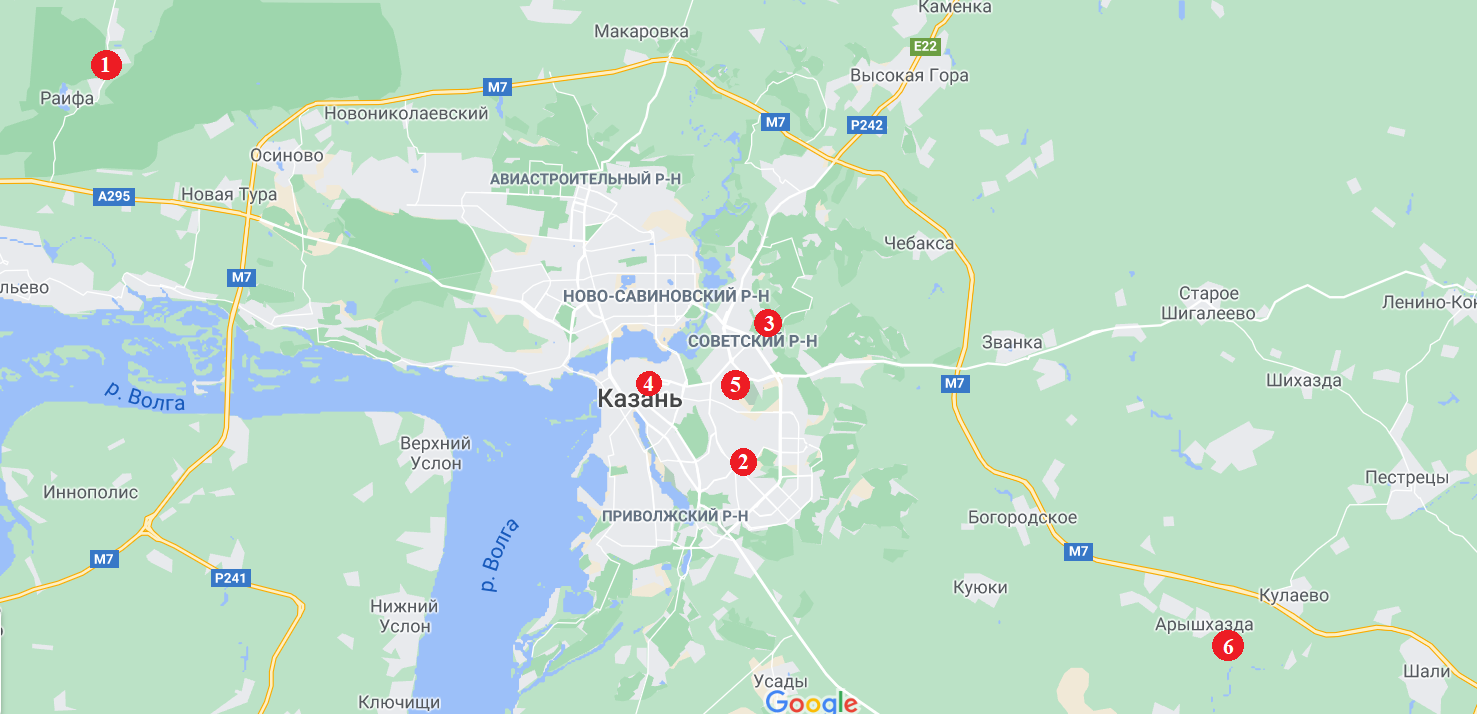 Каменка
Макаровка
E22
1
Высокая Гора
M7
Раифа
Новониколаевский
M7
P242
Осиново
АВИАСТРОИТЕЛЬНЫЙ Р-Н
A295
Новая Тура
Чебакса
M7
льево
НОВО-САВИНОВСКИЙ Р-Н
Старое
Шигалеево
Ленино-Кок
3
СОВЕТСКИЙ Р-Н
Званка
4
5
M7
Шихазда
р. Волга
Казань
Верхний
Услон
2
Пестрецы
Иннополис
ПРИВОЛЖСКИЙ Р-Н
Богородское
р. Волга
M7
M7
P241
Куюки
Кулаево
Нижний
Услон
Арышхазда
6
Шали
Усады
Ключищи
Google